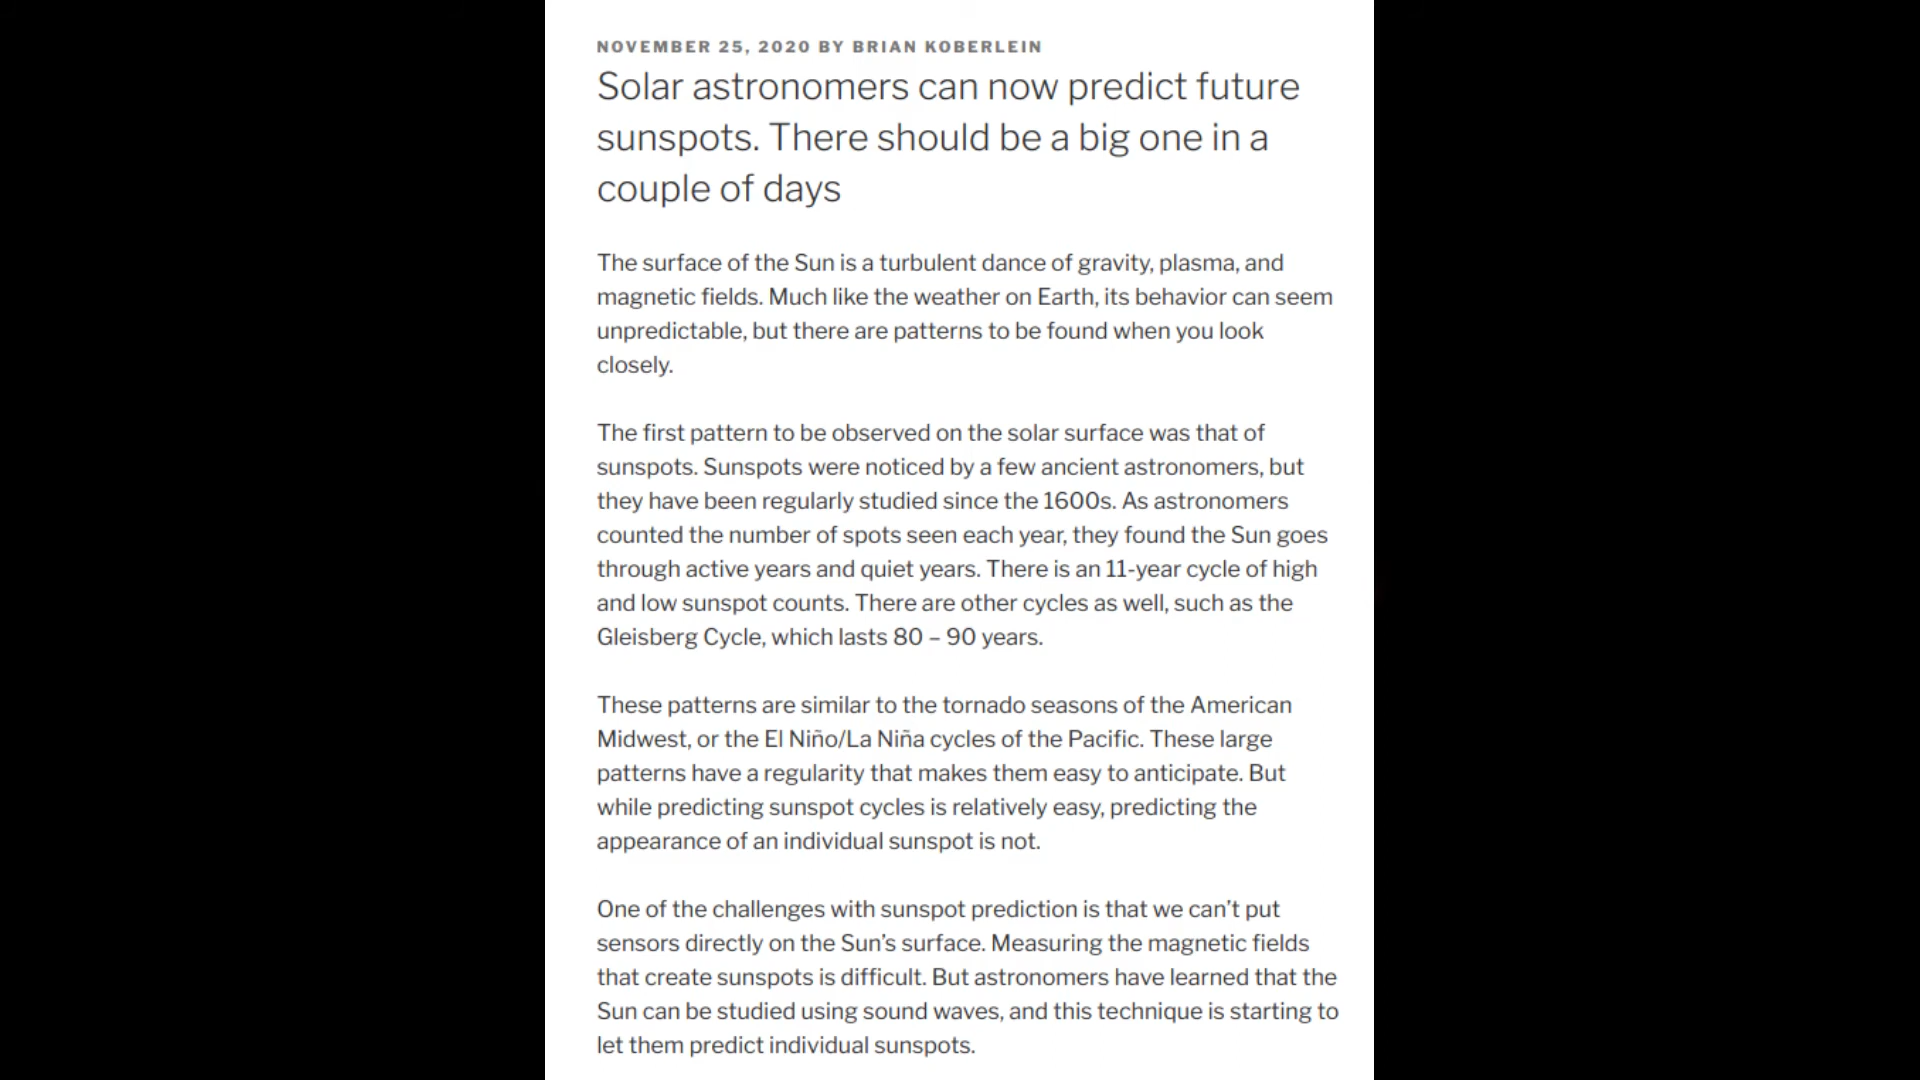 NOVEMBER 25, 2020 BY BRIAN KOBERLEIN
Solar astronomers can now predict future
sunspots. There should be a big one in a
couple of days
The surface of the Sun is a turbulent dance of gravity, plasma, and
magnetic fields. Much like the weather on Earth, its behavior can seem
unpredictable, but there are patterns to be found when you look
closely.
The first pattern to be observed on the solar surface was that of
sunspots. Sunspots were noticed by a few ancient astronomers, but
they have been regularly studied since the 1600s. As astronomers
counted the number of spots seen each year, they found the Sun goes
through active years and quiet years. There is an 11-year cycle of high
and low sunspot counts. There are other cycles as well, such as the
Gleisberg Cycle, which lasts 80 – 90 years.
These patterns are similar to the tornado seasons of the American
Midwest, or the El Niño/La Niña cycles of the Pacific. These large
patterns have a regularity that makes them easy to anticipate. But
while predicting sunspot cycles is relatively easy, predicting the
appearance of an individual sunspot is not.
One of the challenges with sunspot prediction is that we can’t put
sensors directly on the Sun’s surface. Measuring the magnetic fields
that create sunspots is difficult. But astronomers have learned that the
Sun can be studied using sound waves, and this technique is starting to
let them predict individual sunspots.